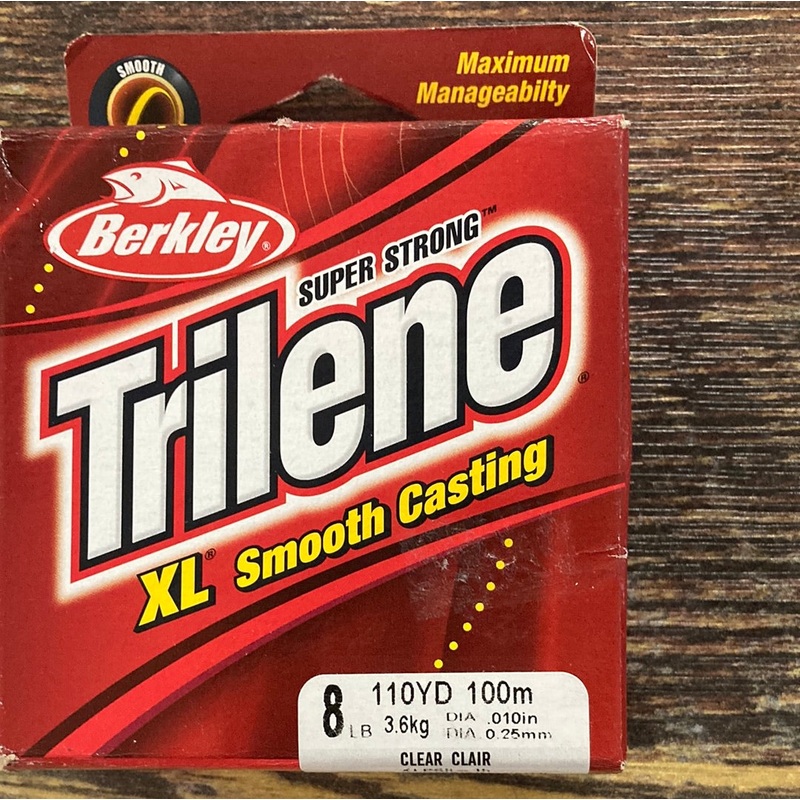 SMOOTH
Maximum
Manageabilty
Berkley®
SUPER STRONG™
Trilene®
XL® Smooth Casting
8 LB
110YD 100m
3.6kg
DIA .010in
DIA 0.25mm
CLEAR CLAIR